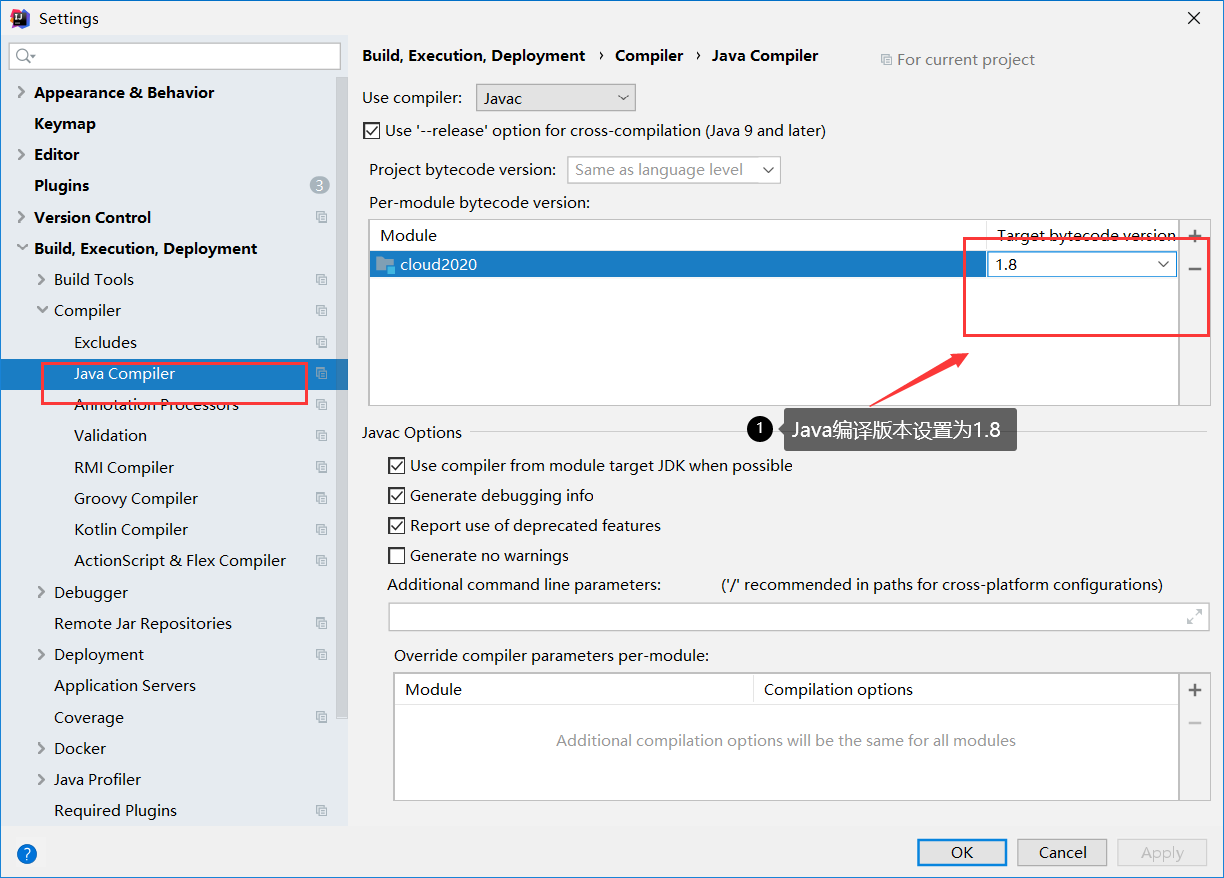 Settings
Appearance & Behavior
Keymap
Editor
Plugins 3
Version Control
Build, Execution, Deployment
Build Tools
Compiler
Excludes
Java Compiler
Annotation Processors
Validation
RMI Compiler
Groovy Compiler
Kotlin Compiler
ActionScript & Flex Compiler
Debugger
Remote Jar Repositories
Deployment
Application Servers
Coverage
Docker
Java Profiler
Required Plugins
Build, Execution, Deployment › Compiler › Java Compiler
For current project
Use compiler: Javac
Use '--release' option for cross-compilation (Java 9 and later)
Project bytecode version: Same as language level
Per-module bytecode version:
Module Target bytecode version
cloud2020 1.8
1 Java编译版本设置为1.8
Javac Options
Use compiler from module target JDK when possible
Generate debugging info
Report use of deprecated features
Generate no warnings
Additional command line parameters: ('/' recommended in paths for cross-platform configurations)
Override compiler parameters per-module:
Module Compilation options
Additional compilation options will be the same for all modules
? OK Cancel Apply